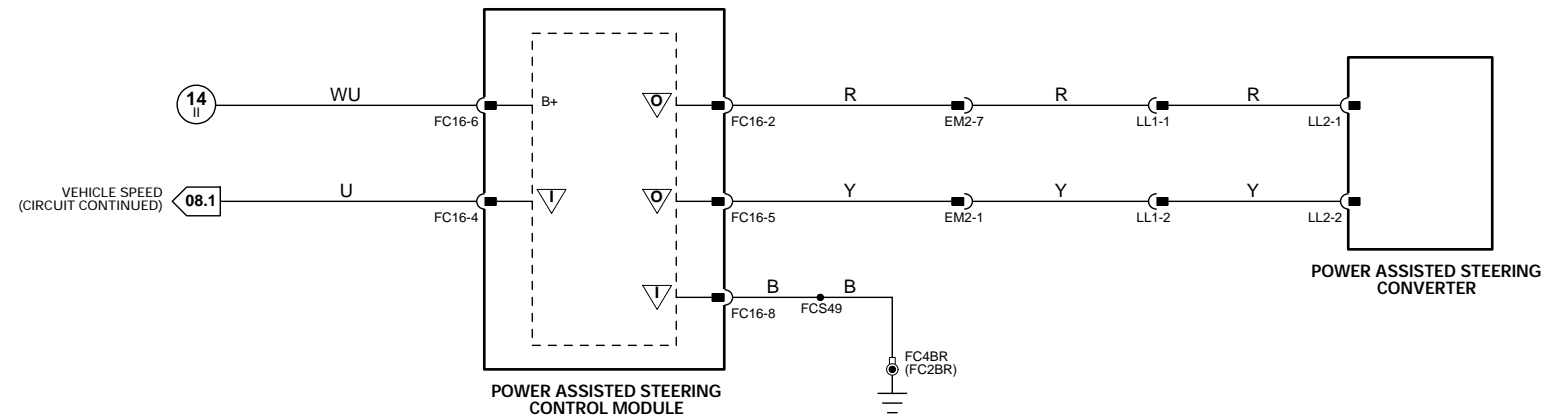 14
II
WU
FC16-6
B+
O
FC16-2
R
EM2-7
R
LL1-1
R
LL2-1
VEHICLE SPEED
(CIRCUIT CONTINUED)
08.1
U
FC16-4
I
O
FC16-5
Y
EM2-1
Y
LL1-2
Y
LL2-2
I
FC16-8
B
FCS49
B
FC4BR
(FC2BR)
POWER ASSISTED STEERING
CONVERTER
POWER ASSISTED STEERING
CONTROL MODULE